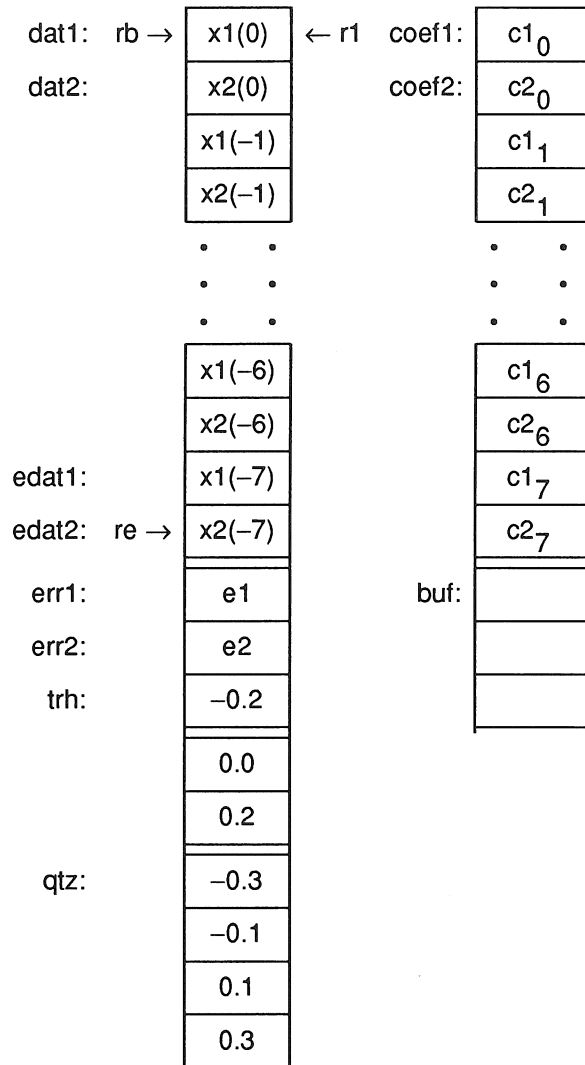 dat1: rb → x1(0) ← r1 coef1: c1₀
dat2: x2(0) coef2: c2₀
x1(−1) c1₁
x2(−1) c2₁
x1(−6) c1₆
x2(−6) c2₆
edat1: x1(−7) c1₇
edat2: re → x2(−7) c2₇
err1: e1 buf:
err2: e2
trh: −0.2
0.0
0.2
qtz: −0.3
−0.1
0.1
0.3